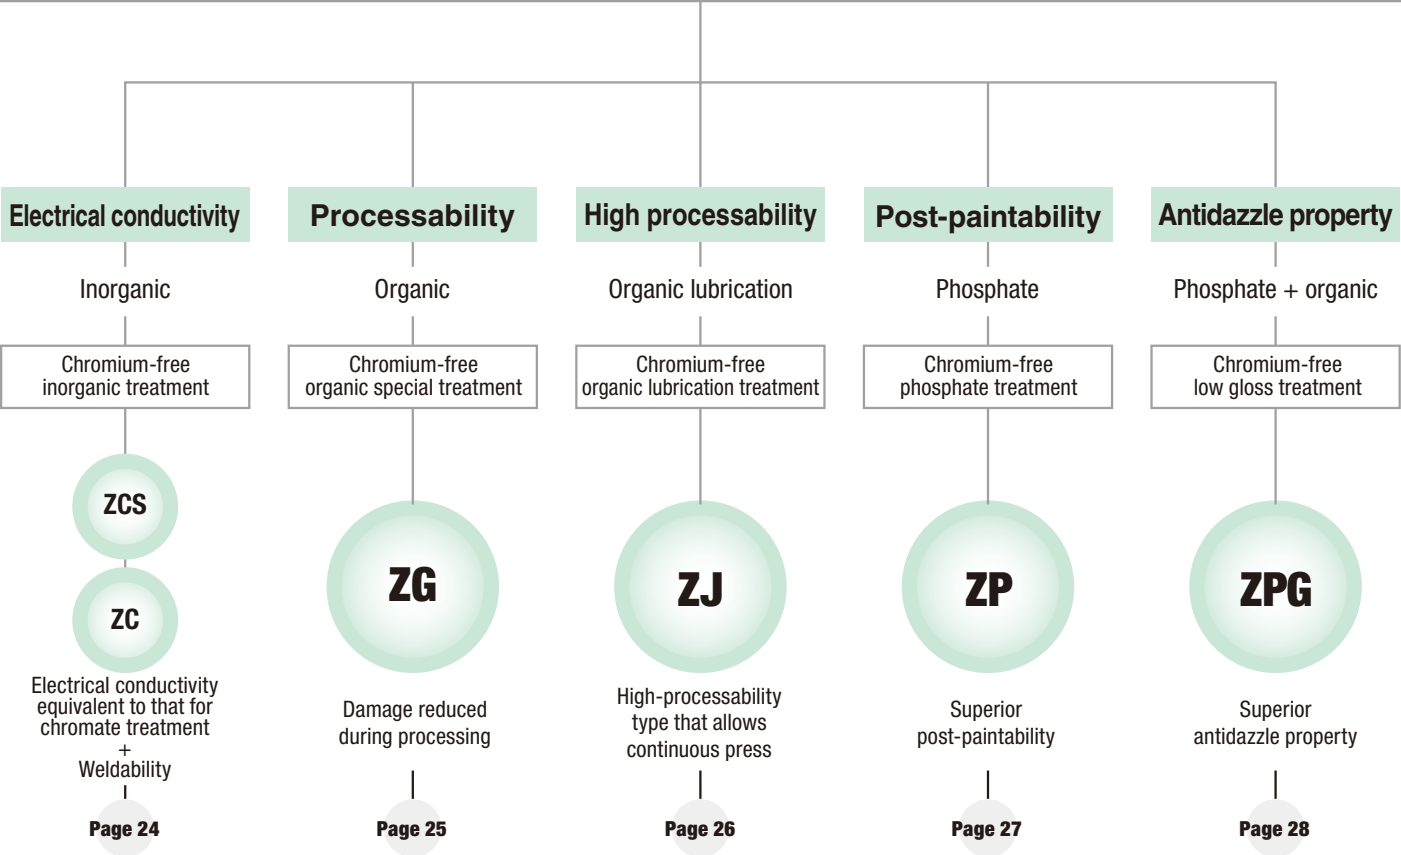 Electrical conductivity
Inorganic
Chromium-free
inorganic treatment
ZCS
ZC
Electrical conductivity
equivalent to that for
chromate treatment
+
Weldability
Page 24
Processability
Organic
Chromium-free
organic special treatment
ZG
Damage reduced
during processing
Page 25
High processability
Organic lubrication
Chromium-free
organic lubrication treatment
ZJ
High-processability
type that allows
continuous press
Page 26
Post-paintability
Phosphate
Chromium-free
phosphate treatment
ZP
Superior
post-paintability
Page 27
Antidazzle property
Phosphate + organic
Chromium-free
low gloss treatment
ZPG
Superior
antidazzle property
Page 28